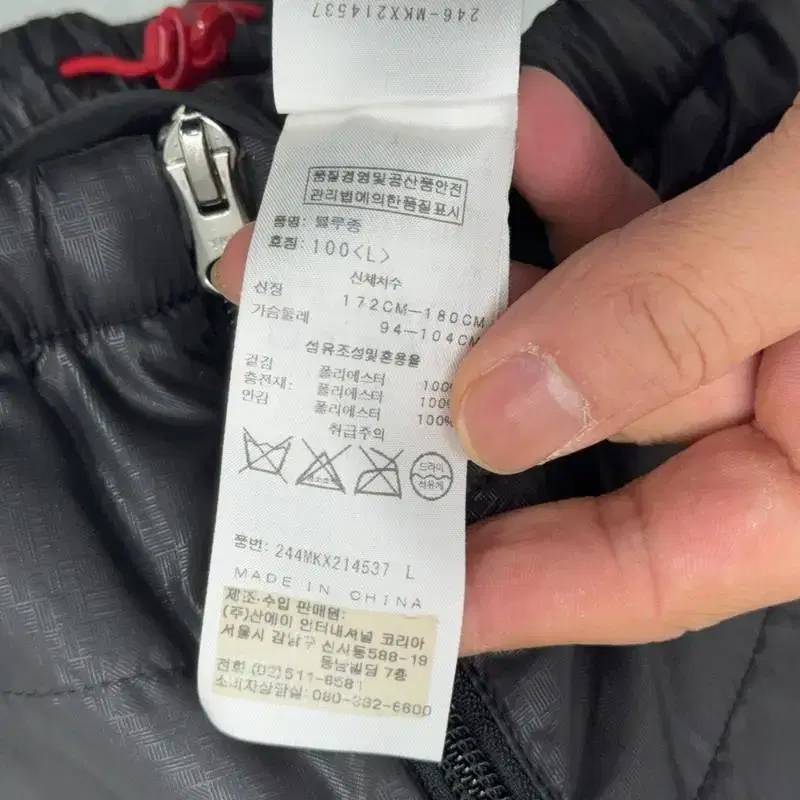 246-MKX214537
품질경영및공산품안전
관리법에의한품질표시
품명: 블루종
호칭: 100<L>
신체치수
신장 172CM-180CM
가슴둘레 94-104CM
섬유조성및혼용율
겉감 폴리에스터 100%
충전재: 폴리에스터 100%
안감 폴리에스터 100%
취급주의
염소표백
드라이
석유계
품번: 244MKX214537 L
MADE IN CHINA
제조·수입 판매원:
(주)산에이 인터내셔널 코리아
서울시 강남구 신사동588-19
동남빌딩 7층
전화 (02)511-6581
소비자상담실: 080-332-6600